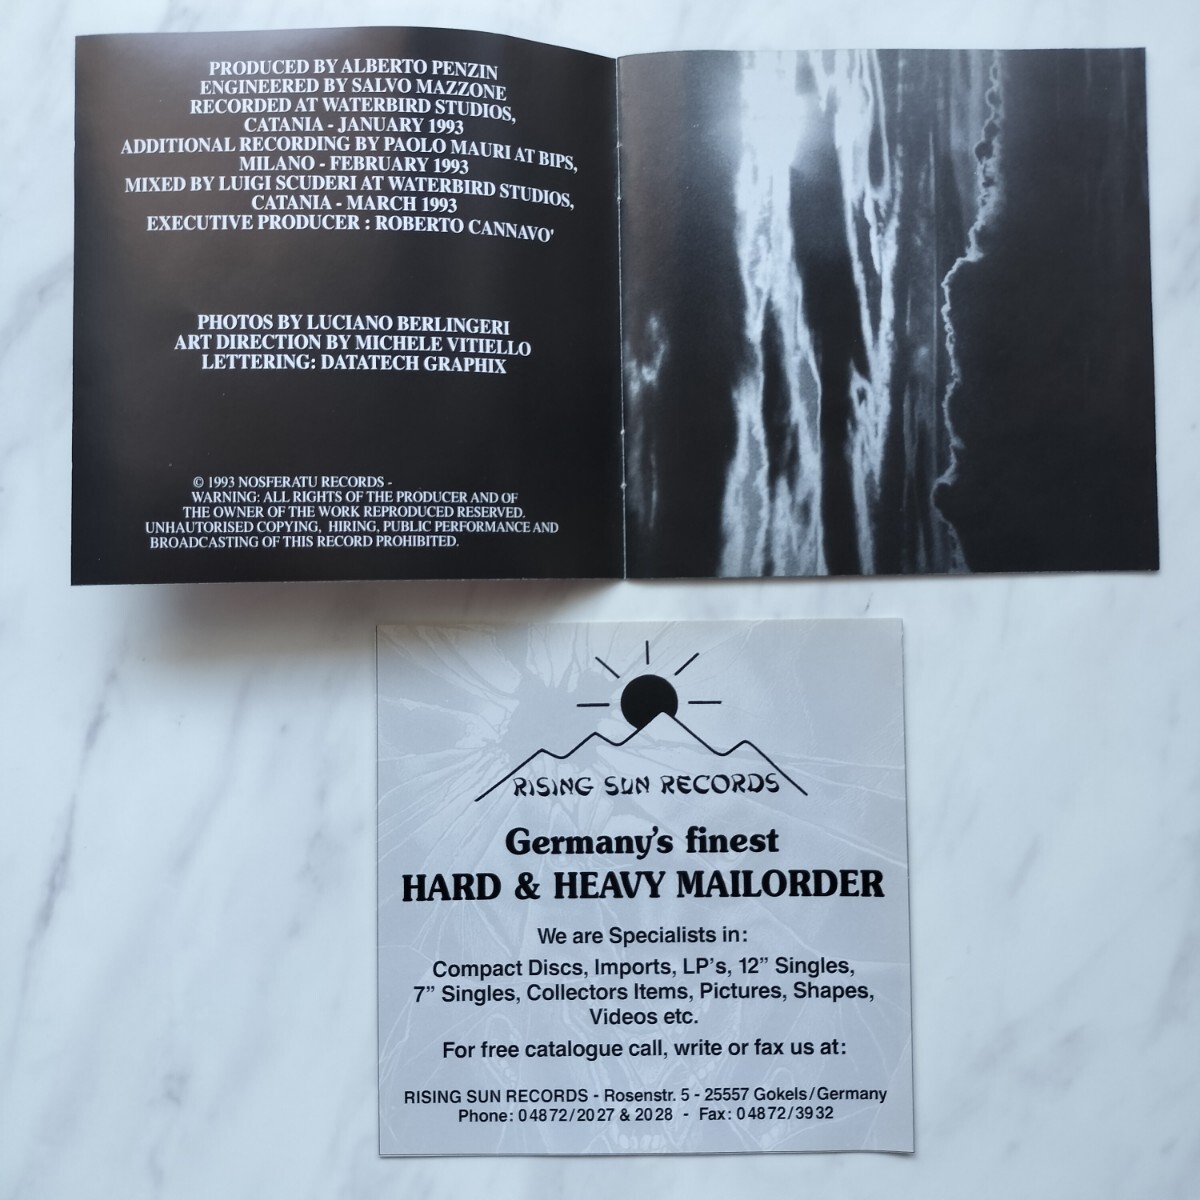 PRODUCED BY ALBERTO PENZIN
ENGINEERED BY SALVO MAZZONE
RECORDED AT WATERBIRD STUDIOS,
CATANIA - JANUARY 1993
ADDITIONAL RECORDING BY PAOLO MAURI AT BIPS,
MILANO - FEBRUARY 1993
MIXED BY LUIGI SCUDERI AT WATERBIRD STUDIOS,
CATANIA - MARCH 1993
EXECUTIVE PRODUCER : ROBERTO CANNAVO'
PHOTOS BY LUCIANO BERLINGERI
ART DIRECTION BY MICHELE VITIELLO
LETTERING: DATATECH GRAPHIX
© 1993 NOSFERATU RECORDS -
WARNING: ALL RIGHTS OF THE PRODUCER AND OF
THE OWNER OF THE WORK REPRODUCED RESERVED.
UNHAUTORISED COPYING, HIRING, PUBLIC PERFORMANCE AND
BROADCASTING OF THIS RECORD PROHIBITED.
RISING SUN RECORDS
Germany's finest
HARD & HEAVY MAILORDER
We are Specialists in:
Compact Discs, Imports, LP's, 12" Singles,
7" Singles, Collectors Items, Pictures, Shapes,
Videos etc.
For free catalogue call, write or fax us at:
RISING SUN RECORDS - Rosenstr. 5 - 25557 Gokels/Germany
Phone: 04872/2027 & 2028 - Fax: 04872/3932